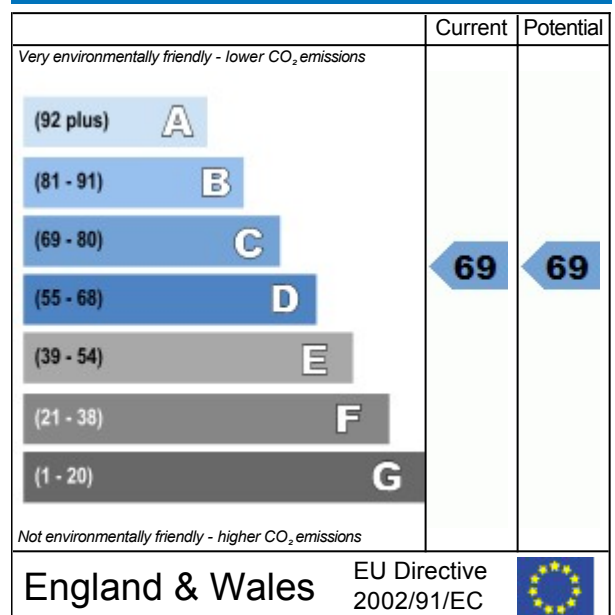 Current Potential
Very environmentally friendly - lower CO₂ emissions
(92 plus) A
(81 - 91) B
(69 - 80) C
(55 - 68) D
(39 - 54) E
(21 - 38) F
(1 - 20) G
69 69
Not environmentally friendly - higher CO₂ emissions
England & Wales
EU Directive
2002/91/EC